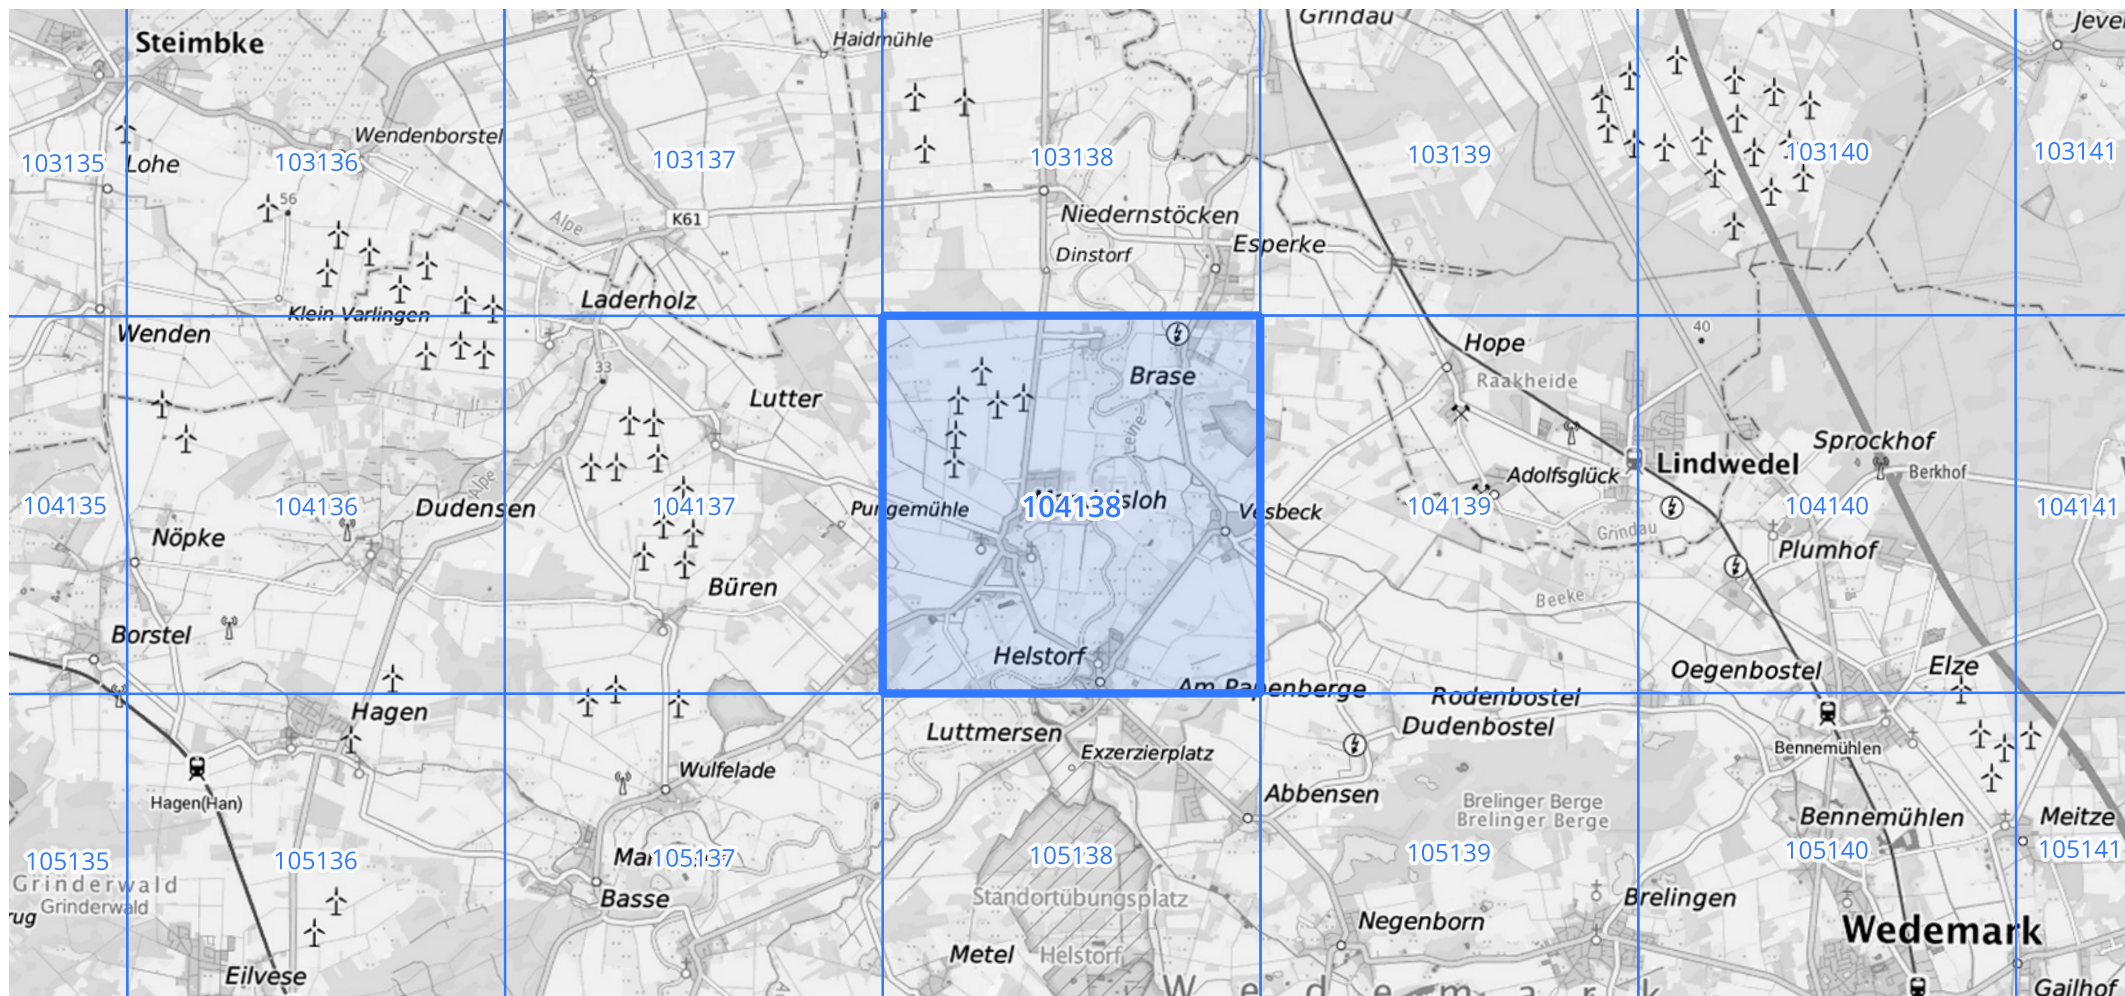 Grindau
Jever
Steimbke
Haidmühle
Wendenborstel
103135
103136
103137
103138
103139
103140
103141
Lohe
56
Alpe
K61
Niedernstöcken
Dinstorf
Esperke
Laderholz
Klein Varlingen
Wenden
33
Hope
40
Brase
Raakheide
Lutter
Leine
Sprockhof
Lindwedel
Berkhof
Adolfsglück
Alpe
104135
104136
Dudensen
104137
Pungemühle
104138
Vesbeck
104139
104140
104141
Grindau
Nöpke
Plumhof
Büren
Beeke
Borstel
Helstorf
Oegenbostel
Elze
Am Papenberge
Rodenbostel
Hagen
Luttmersen
Dudenbostel
Exzerzierplatz
Bennemühlen
Wulfelade
Hagen(Han)
Abbensen
Brelinger Berge
Brelinger Berge
Bennemühlen
Meitze
105135
105136
105137
105138
105139
105140
105141
Grinderwald
Grinderwald
rug
Basse
Standortübungsplatz
Helstorf
Brelingen
Negenborn
Wedemark
Metel
Eilvese
Wedemark
Gailhof